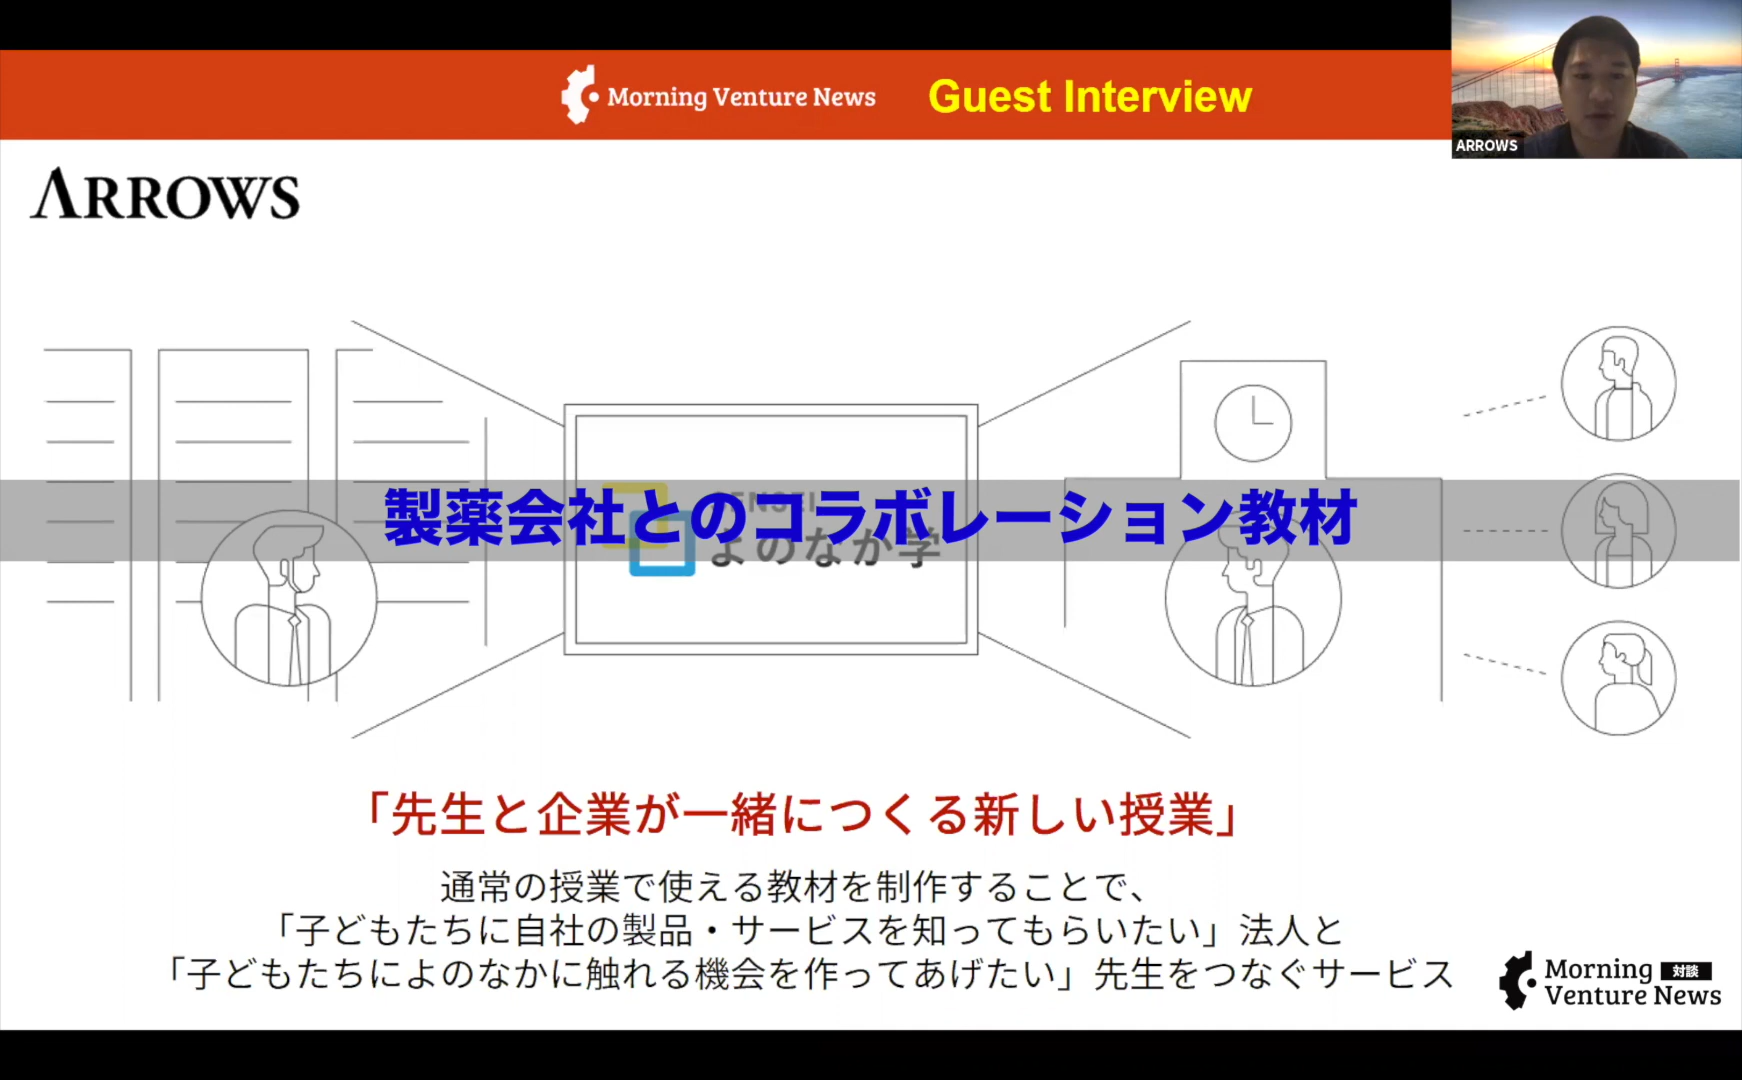 Morning Venture News
Guest Interview
ARROWS
ARROWS
SENSEI
よのなか学
製薬会社とのコラボレーション教材
「先生と企業が一緒につくる新しい授業」
通常の授業で使える教材を制作することで、
「子どもたちに自社の製品・サービスを知ってもらいたい」法人と
「子どもたちによのなかに触れる機会を作ってあげたい」先生をつなぐサービス
Morning 対談
Venture News